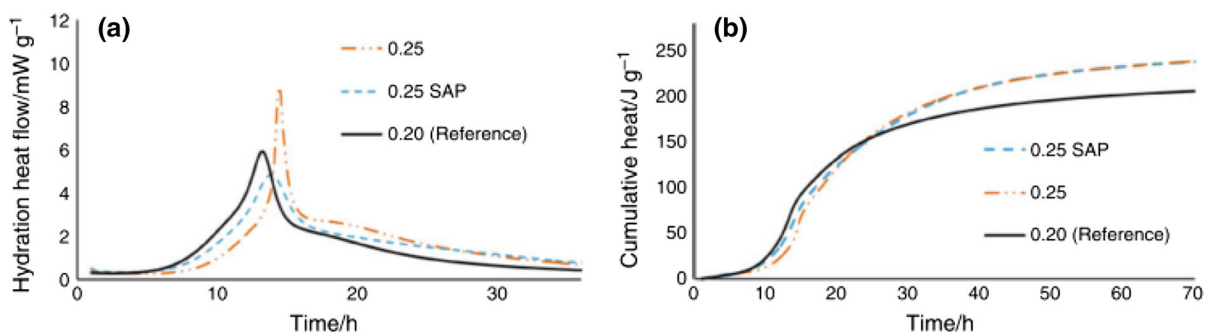 (a)
Hydration heat flow/mW g⁻¹
12
10
8
6
4
2
0
0.25
0.25 SAP
0.20 (Reference)
0
10
20
30
Time/h
(b)
Cumulative heat/J g⁻¹
250
200
150
100
50
0
0.25 SAP
0.25
0.20 (Reference)
0
10
20
30
40
50
60
70
Time/h